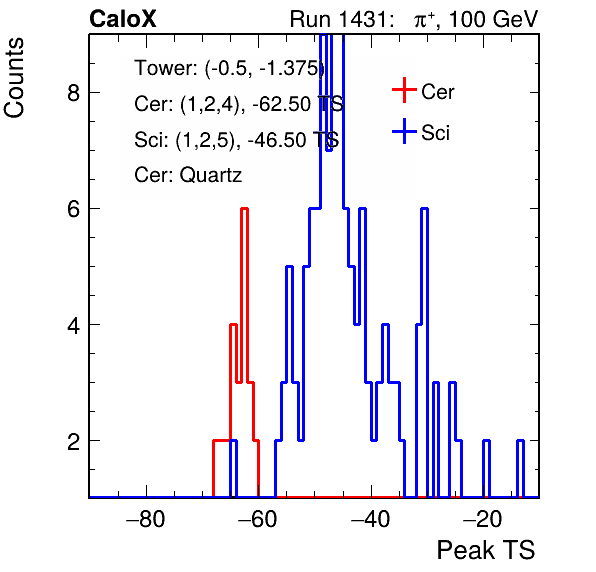 CaloX Run 1431: π⁺, 100 GeV
Counts
Tower: (-0.5, -1.375)
Cer: (1,2,4), -62.50 TS
Sci: (1,2,5), -46.50 TS
Cer: Quartz
Cer
Sci
8
6
4
2
−80 −60 −40 −20
Peak TS